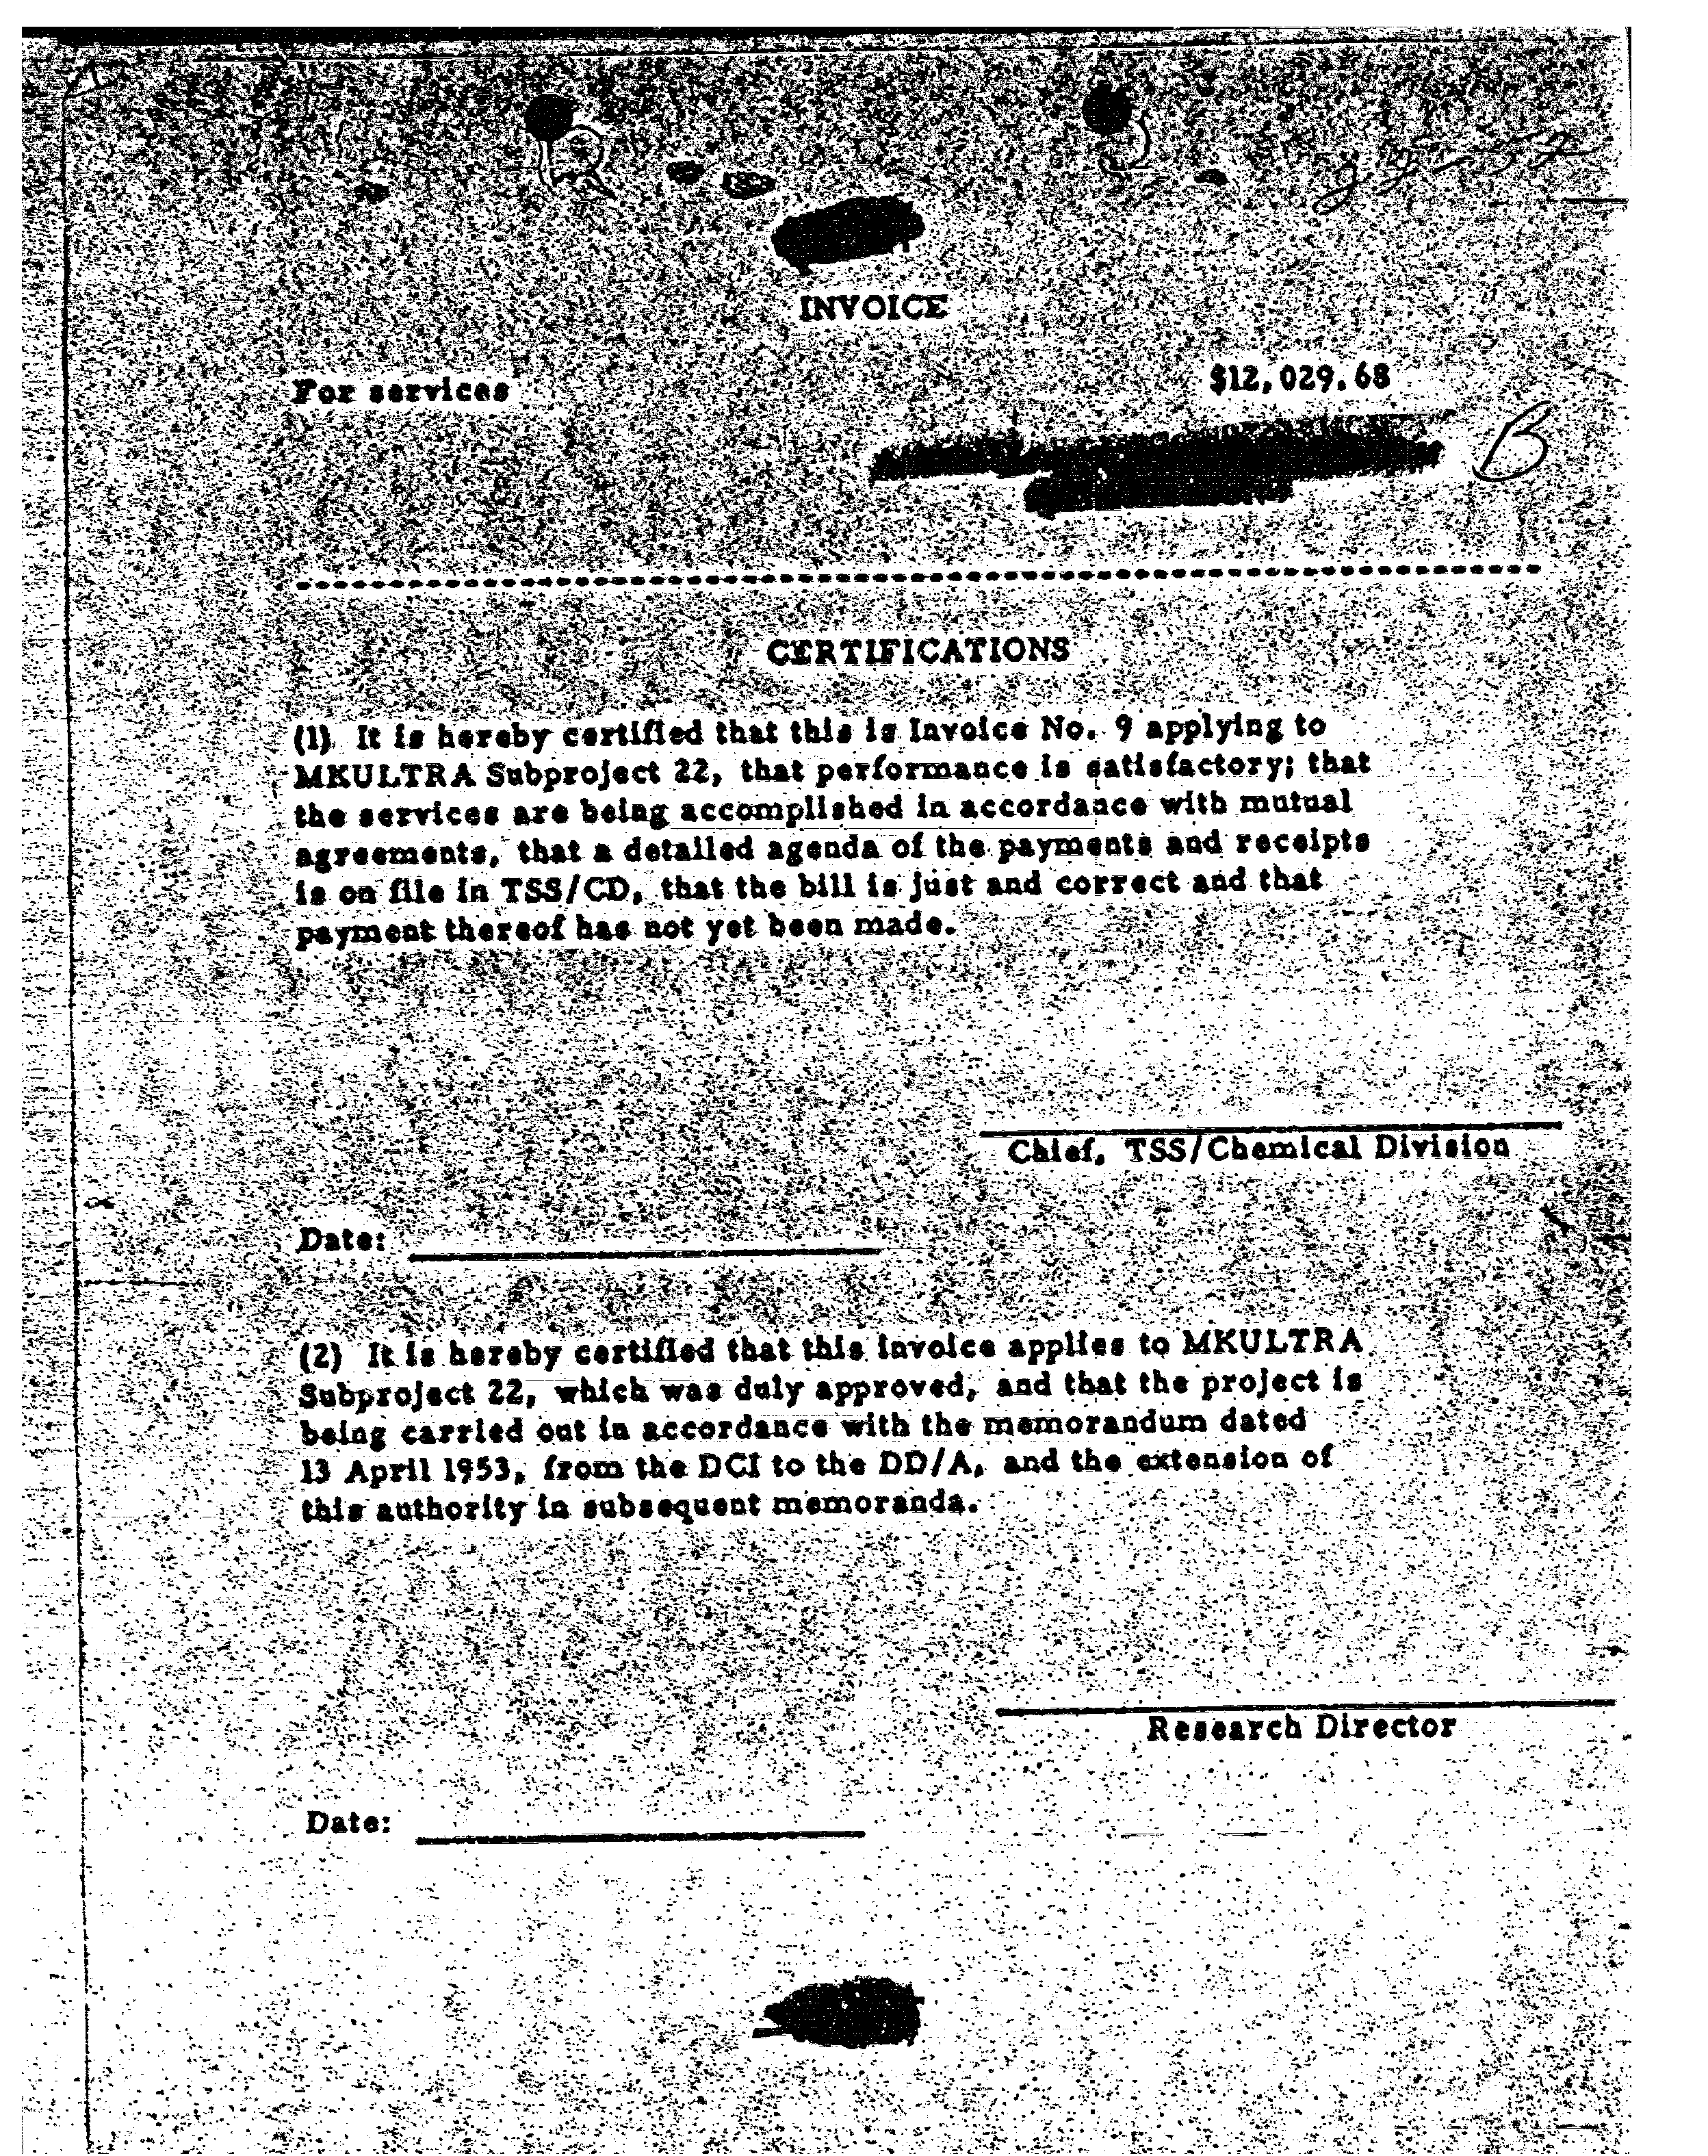 INVOICE
For services $12,029.68
B
CERTIFICATIONS
(1) It is hereby certified that this is Invoice No. 9 applying to
MKULTRA Subproject 22, that performance is satisfactory; that
the services are being accomplished in accordance with mutual
agreements, that a detailed agenda of the payments and receipts
is on file in TSS/CD, that the bill is just and correct and that
payment thereof has not yet been made.
Chief, TSS/Chemical Division
Date:
(2) It is hereby certified that this invoice applies to MKULTRA
Subproject 22, which was duly approved, and that the project is
being carried out in accordance with the memorandum dated
13 April 1953, from the DCI to the DD/A, and the extension of
this authority in subsequent memoranda.
Research Director
Date: